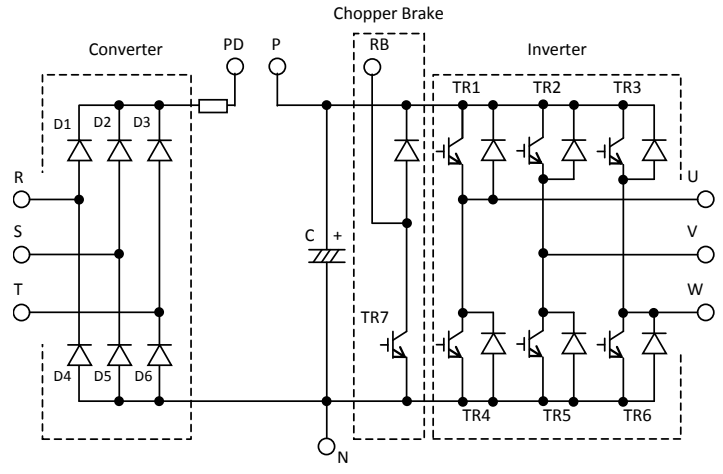 Chopper Brake
Converter
PD
P
RB
Inverter
TR1
TR2
TR3
D1
D2
D3
R
U
S
C
+
V
T
TR7
W
D4
D5
D6
TR4
TR5
TR6
N